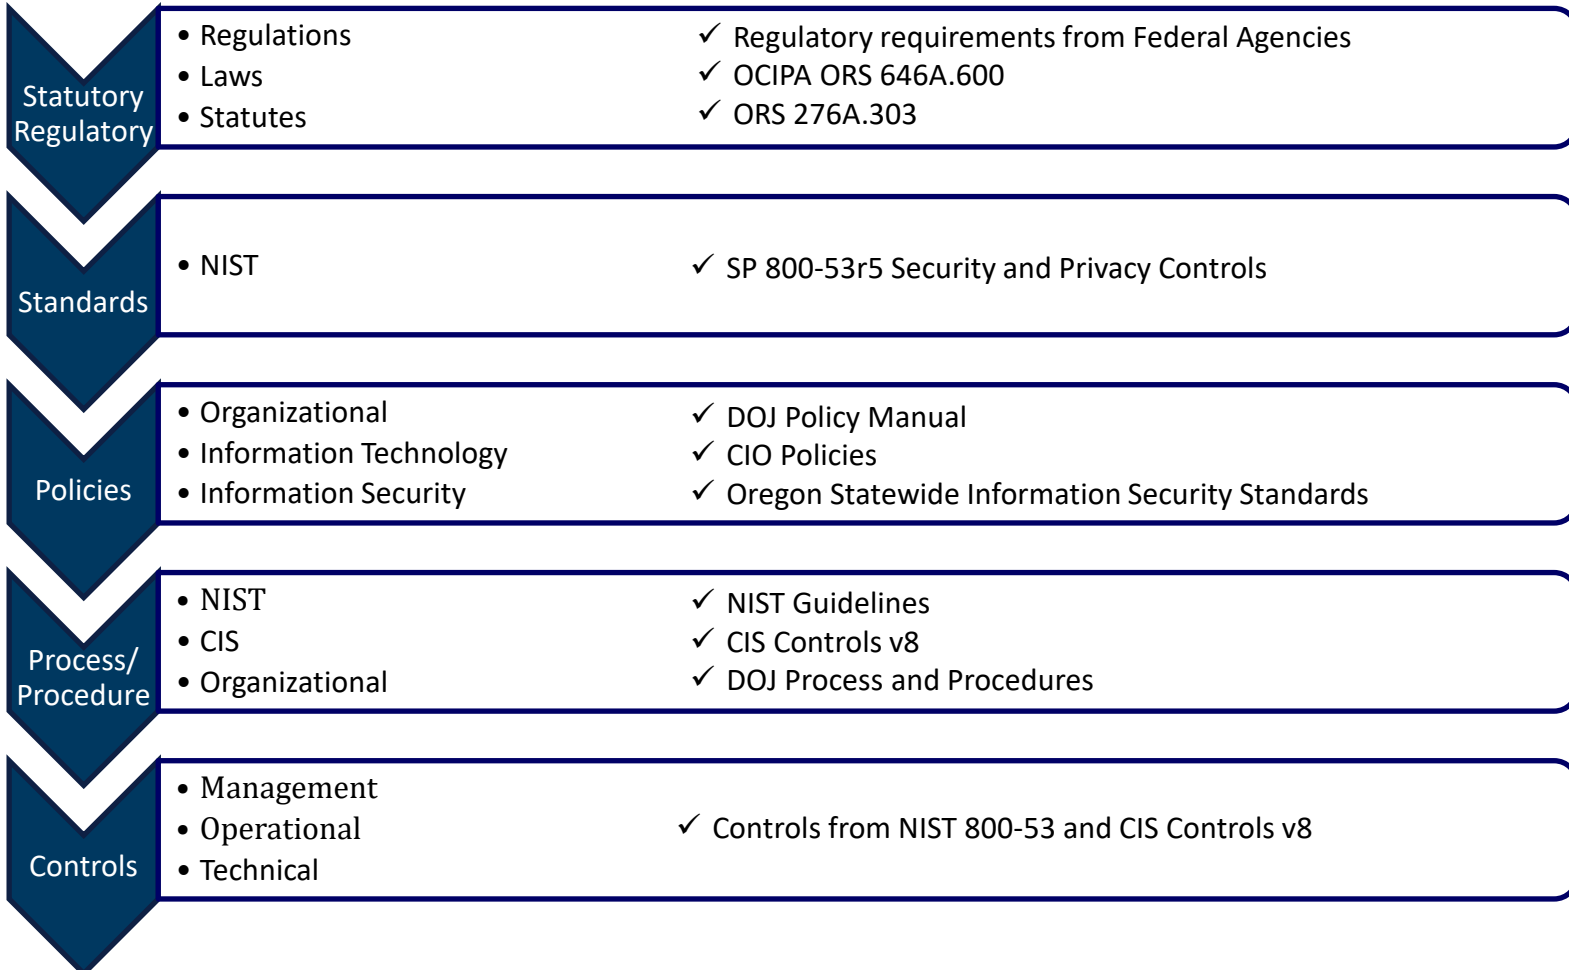 Statutory
Regulatory
• Regulations
• Laws
• Statutes
✓ Regulatory requirements from Federal Agencies
✓ OCIPA ORS 646A.600
✓ ORS 276A.303
Standards
• NIST
✓ SP 800-53r5 Security and Privacy Controls
Policies
• Organizational
• Information Technology
• Information Security
✓ DOJ Policy Manual
✓ CIO Policies
✓ Oregon Statewide Information Security Standards
Process/
Procedure
• NIST
• CIS
• Organizational
✓ NIST Guidelines
✓ CIS Controls v8
✓ DOJ Process and Procedures
Controls
• Management
• Operational
• Technical
✓ Controls from NIST 800-53 and CIS Controls v8